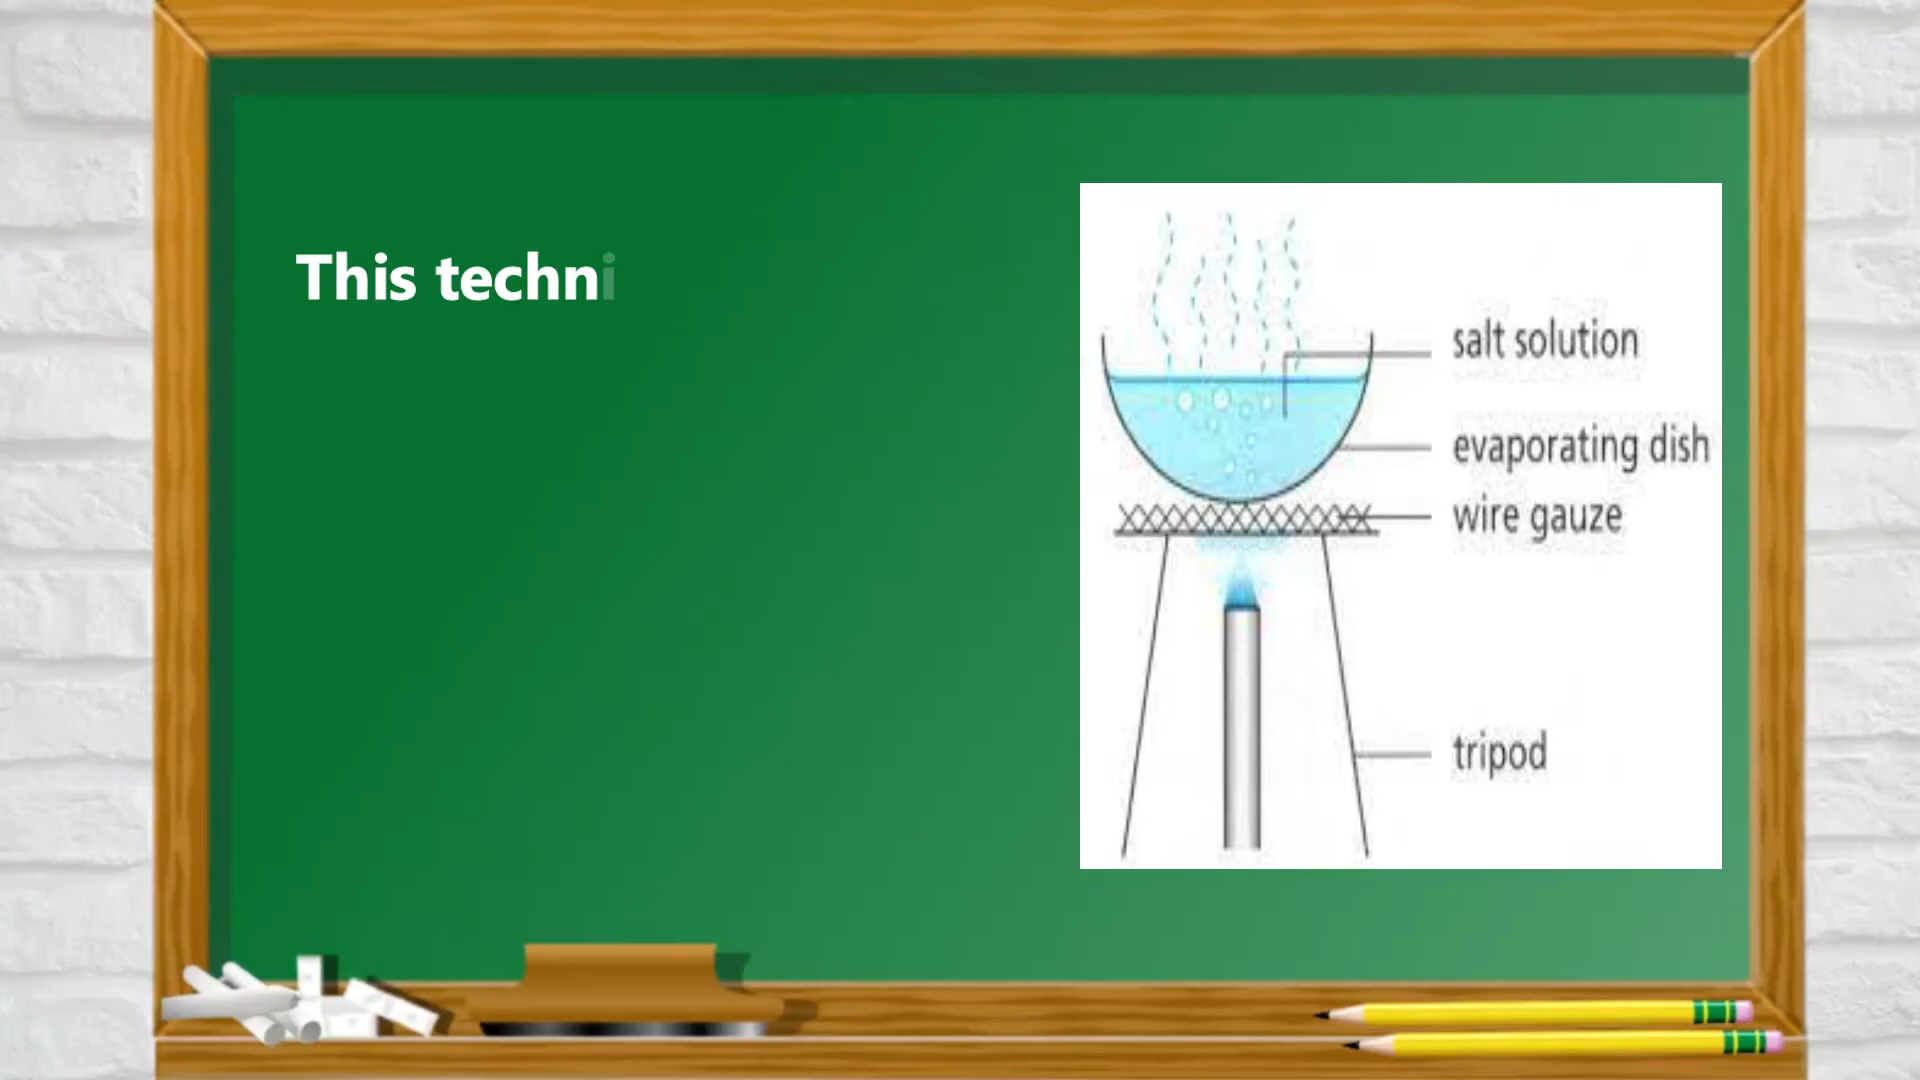 This techni
salt solution
evaporating dish
wire gauze
tripod